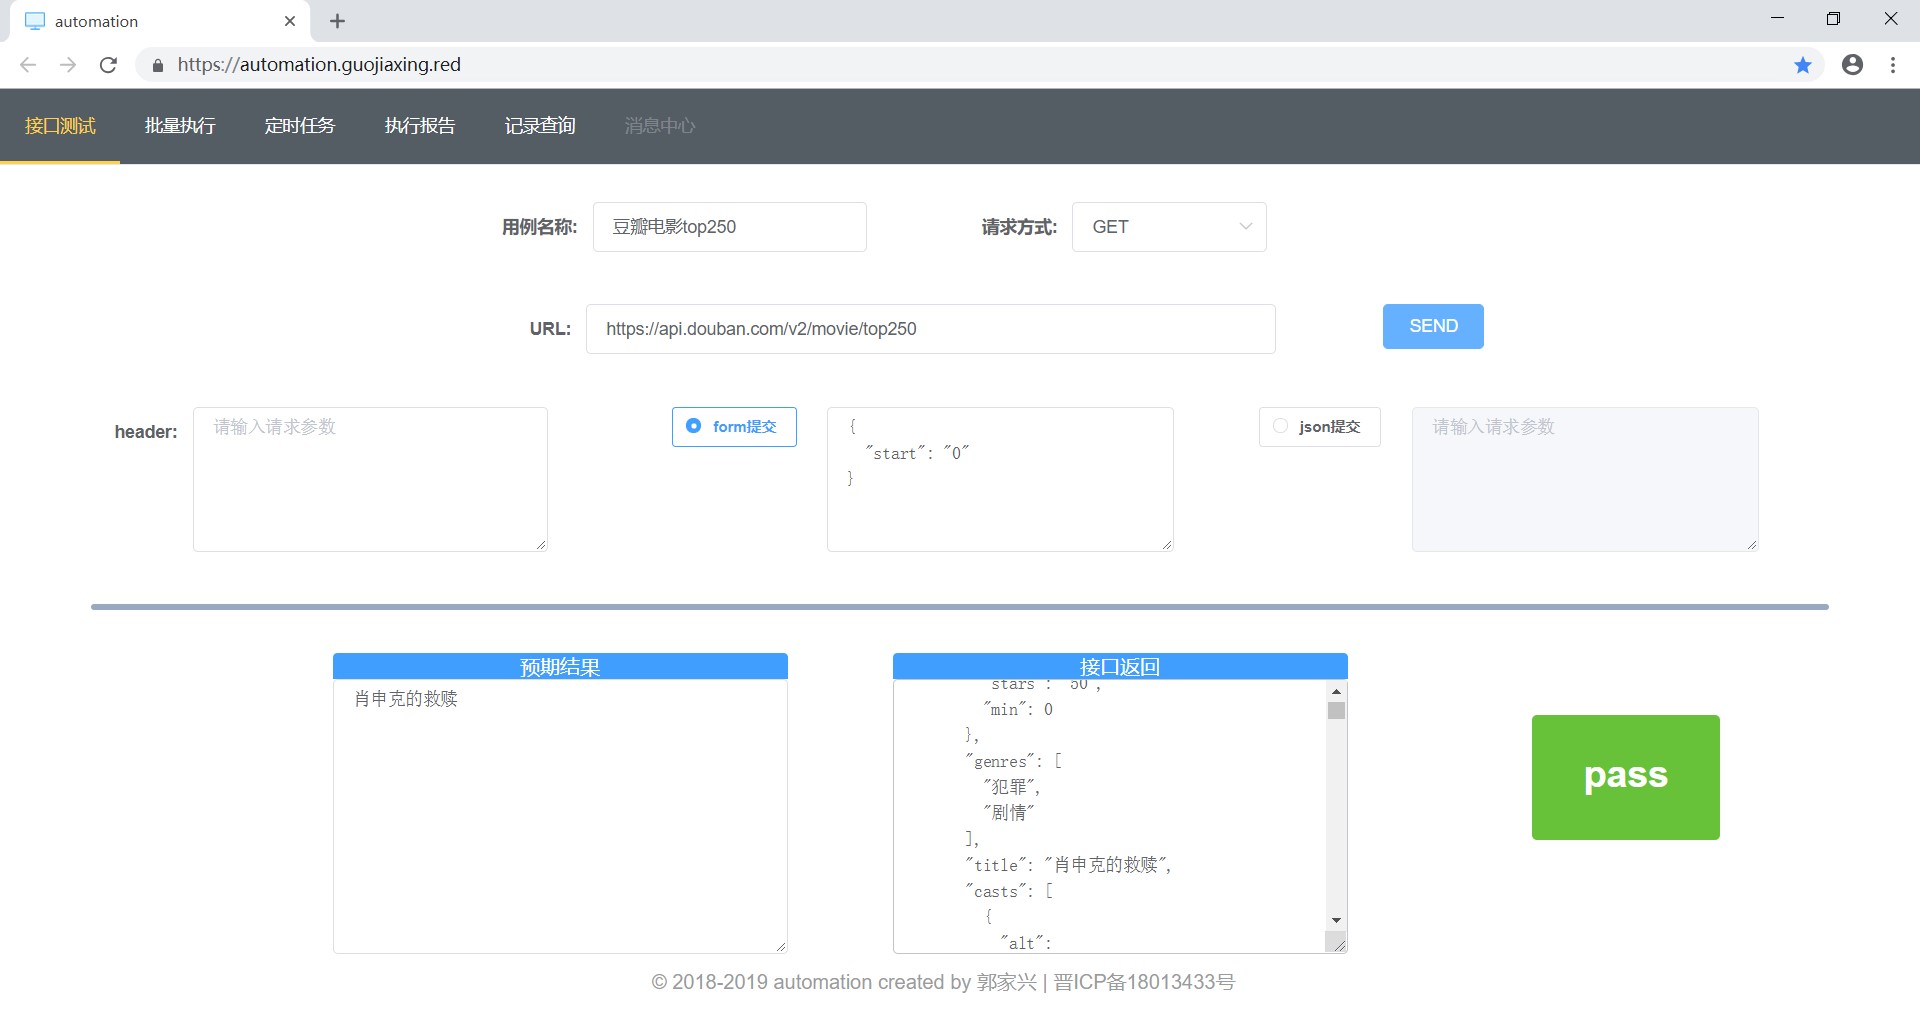 automation
https://automation.guojiaxing.red
接口测试 批量执行 定时任务 执行报告 记录查询 消息中心
用例名称: 豆瓣电影top250 请求方式: GET
URL: https://api.douban.com/v2/movie/top250 SEND
header: 请输入请求参数 form提交 { json提交 请输入请求参数
"start": "0"
}
预期结果 接口返回
肖申克的救赎
"stars": "50",
"min": 0
},
"genres": [
"犯罪",
"剧情"
],
"title": "肖申克的救赎",
"casts": [
{
"alt":
pass
© 2018-2019 automation created by 郭家兴 | 晋ICP备18013433号